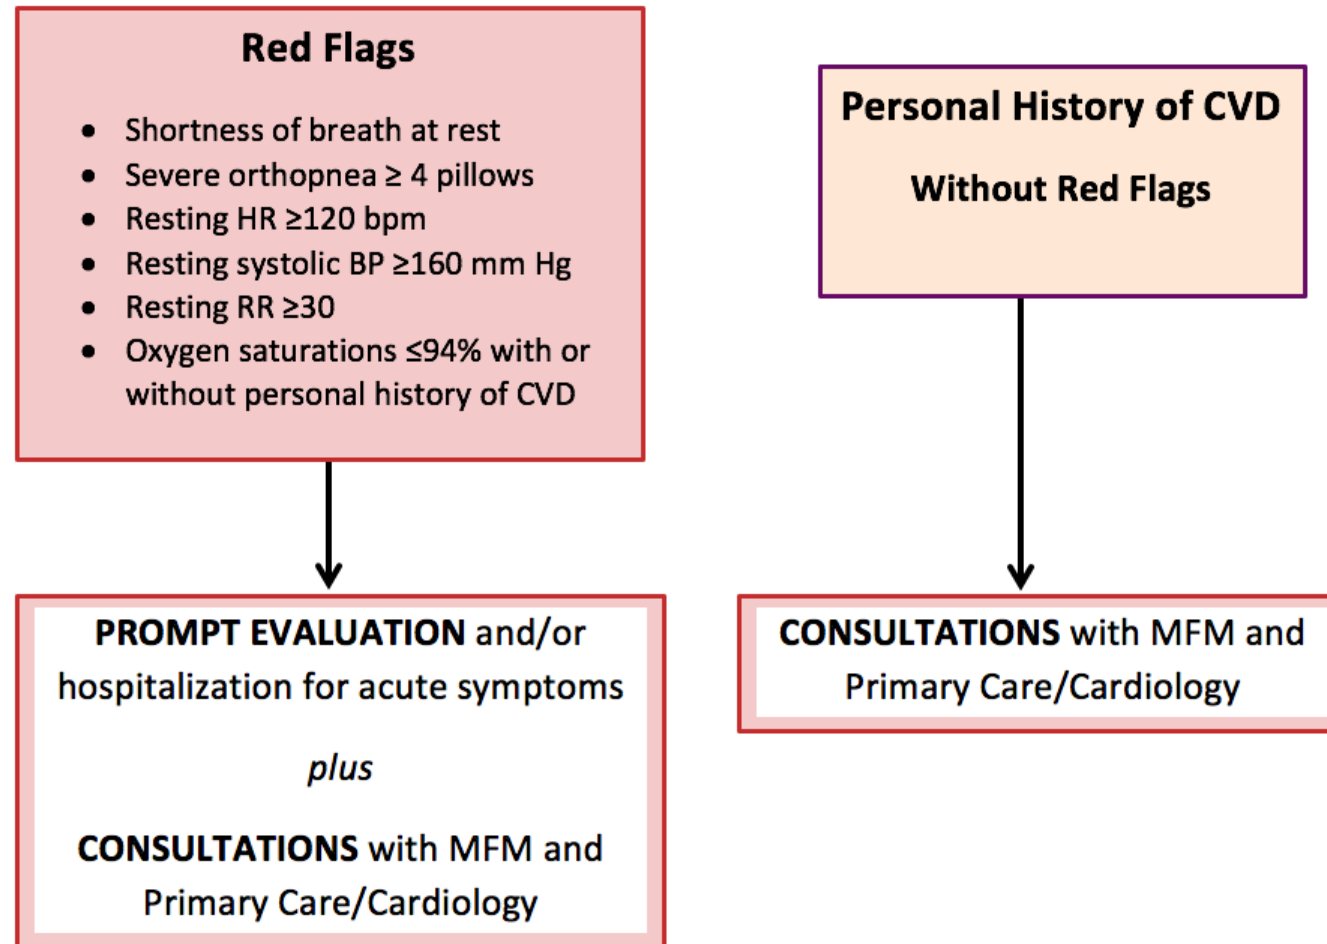 Red Flags
• Shortness of breath at rest
• Severe orthopnea ≥ 4 pillows
• Resting HR ≥120 bpm
• Resting systolic BP ≥160 mm Hg
• Resting RR ≥30
• Oxygen saturations ≤94% with or
without personal history of CVD
Personal History of CVD
Without Red Flags
PROMPT EVALUATION and/or
hospitalization for acute symptoms
plus
CONSULTATIONS with MFM and
Primary Care/Cardiology
CONSULTATIONS with MFM and
Primary Care/Cardiology